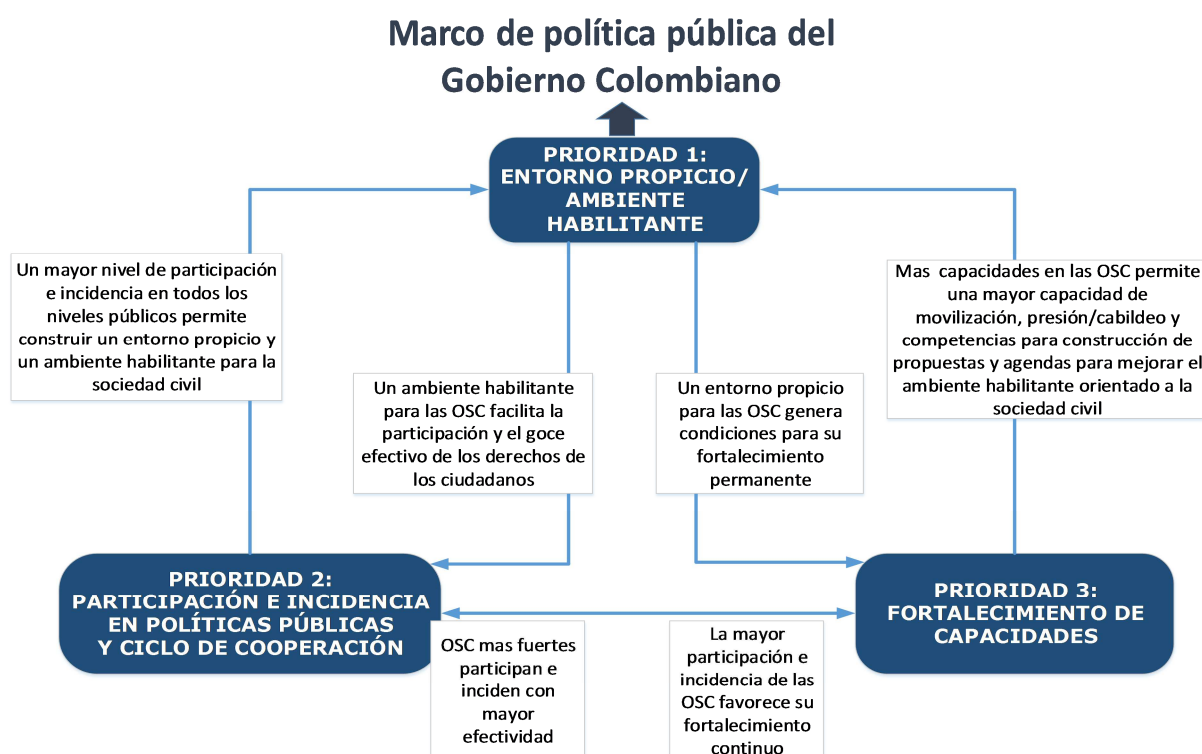 Marco de política pública del
Gobierno Colombiano
PRIORIDAD 1:
ENTORNO PROPICIO/
AMBIENTE
HABILITANTE
Un mayor nivel de participación
e incidencia en todos los
niveles públicos permite
construir un entorno propicio y
un ambiente habilitante para la
sociedad civil
Un ambiente habilitante
para las OSC facilita la
participación y el goce
efectivo de los derechos de
los ciudadanos
Un entorno propicio
para las OSC genera
condiciones para su
fortalecimiento
permanente
Mas capacidades en las OSC permite
una mayor capacidad de
movilización, presión/cabildeo y
competencias para construcción de
propuestas y agendas para mejorar el
ambiente habilitante orientado a la
sociedad civil
PRIORIDAD 2:
PARTICIPACIÓN E INCIDENCIA
EN POLÍTICAS PÚBLICAS
Y CICLO DE COOPERACIÓN
OSC mas fuertes
participan e
inciden con
mayor
efectividad
La mayor
participación e
incidencia de las
OSC favorece su
fortalecimiento
continuo
PRIORIDAD 3:
FORTALECIMIENTO DE
CAPACIDADES